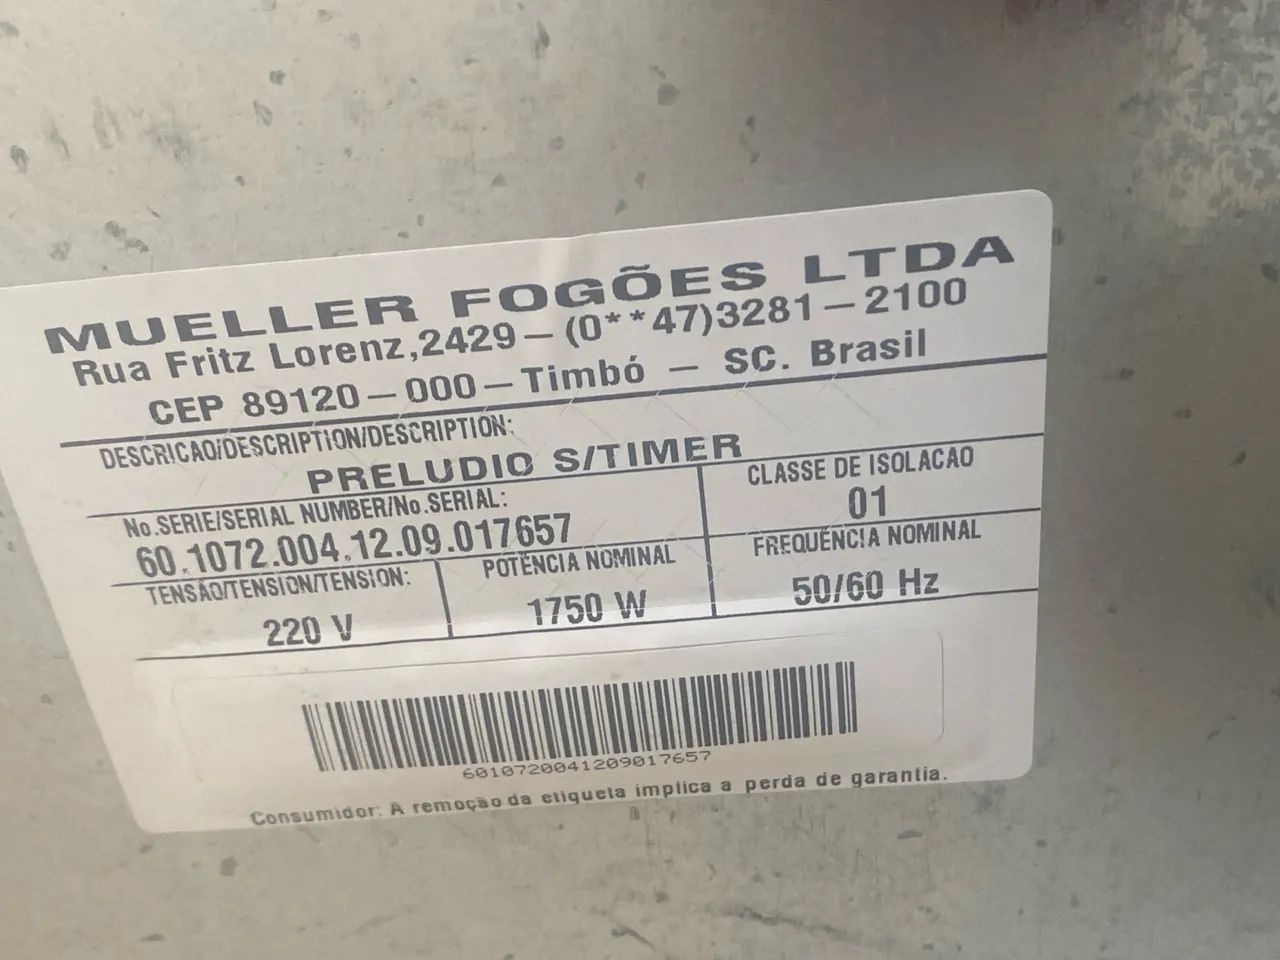 MUELLER FOGÕES LTDA
Rua Fritz Lorenz,2429-(0**47)3281-2100
CEP 89120-000-Timbó - SC. Brasil
DESCRICAO/DESCRIPTION/DESCRIPTION:
PRELUDIO S/TIMER
No.SERIE/SERIAL NUMBER/No.SERIAL:
60.1072.004.12.09.017657
CLASSE DE ISOLACAO
01
TENSÃO/TENSION/TENSION:
220 V
POTÊNCIA NOMINAL
1750 W
FREQUÊNCIA NOMINAL
50/60 Hz
6010720041209017657
Consumidor: A remoção da etiqueta implica a perda de garantia.